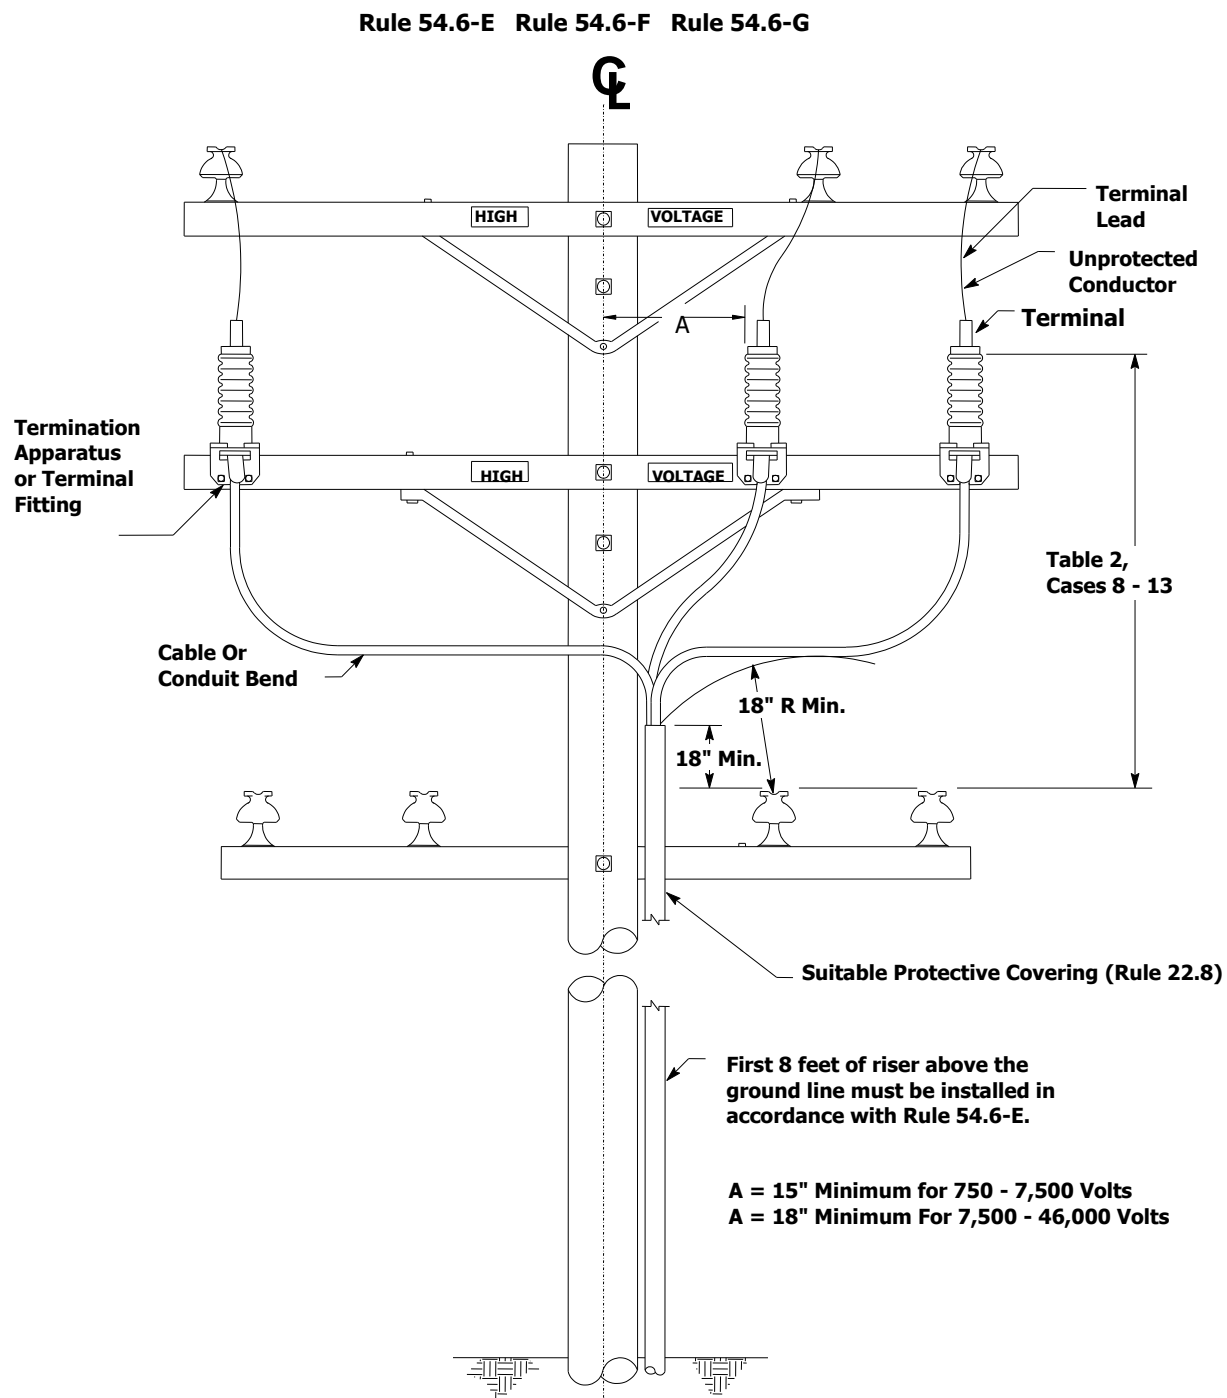 Rule 54.6-E Rule 54.6-F Rule 54.6-G
CL
HIGH VOLTAGE
Terminal
Lead
Unprotected
Conductor
Terminal
A
Termination
Apparatus
or Terminal
Fitting
HIGH VOLTAGE
Table 2,
Cases 8 - 13
Cable Or
Conduit Bend
18" R Min.
18" Min.
Suitable Protective Covering (Rule 22.8)
First 8 feet of riser above the
ground line must be installed in
accordance with Rule 54.6-E.
A = 15" Minimum for 750 - 7,500 Volts
A = 18" Minimum For 7,500 - 46,000 Volts